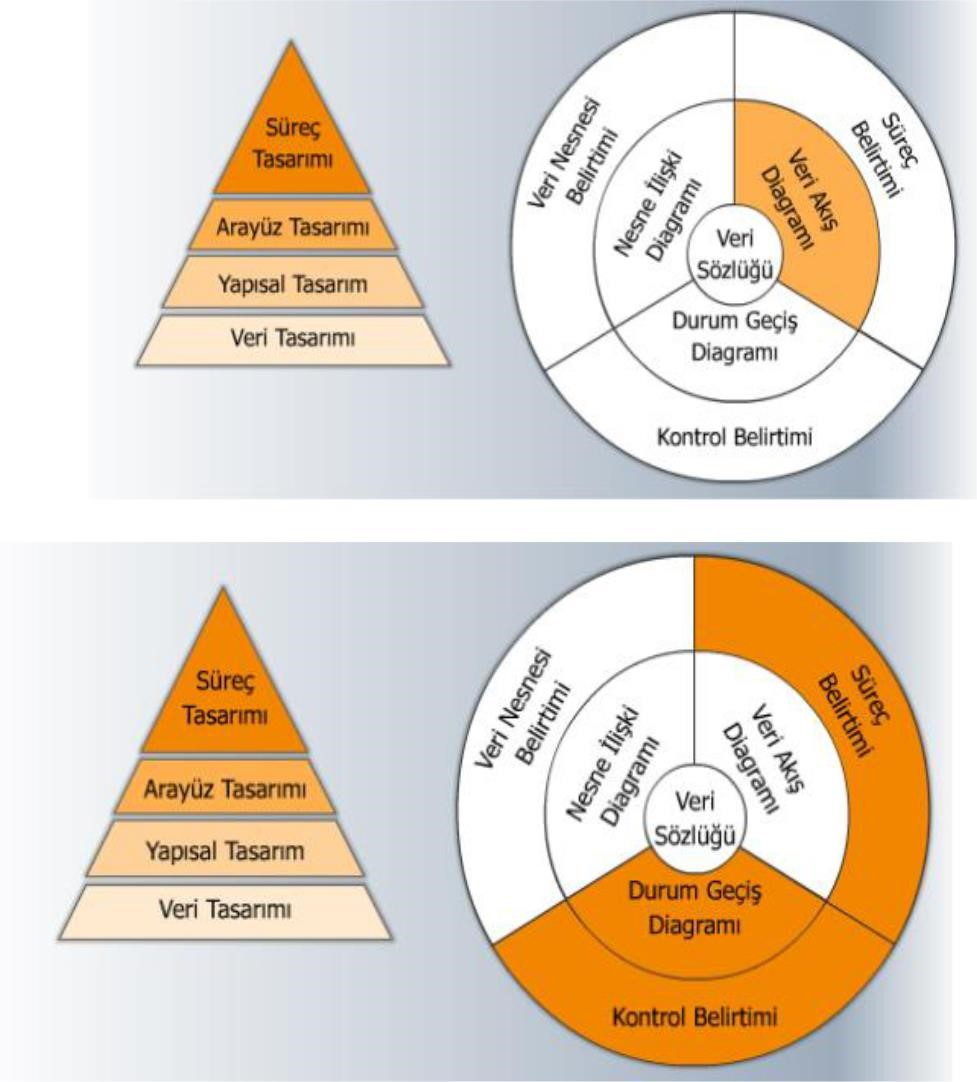 Süreç
Tasarımı
Arayüz Tasarımı
Yapısal Tasarım
Veri Tasarımı
Veri Nesnesi
Belirtimi
Nesne İlişki
Diagramı
Veri Akış
Diagramı
Süreç
Belirtimi
Veri
Sözlüğü
Durum Geçiş
Diagramı
Kontrol Belirtimi
Süreç
Tasarımı
Arayüz Tasarımı
Yapısal Tasarım
Veri Tasarımı
Veri Nesnesi
Belirtimi
Nesne İlişki
Diagramı
Veri Akış
Diagramı
Süreç
Belirtimi
Veri
Sözlüğü
Durum Geçiş
Diagramı
Kontrol Belirtimi